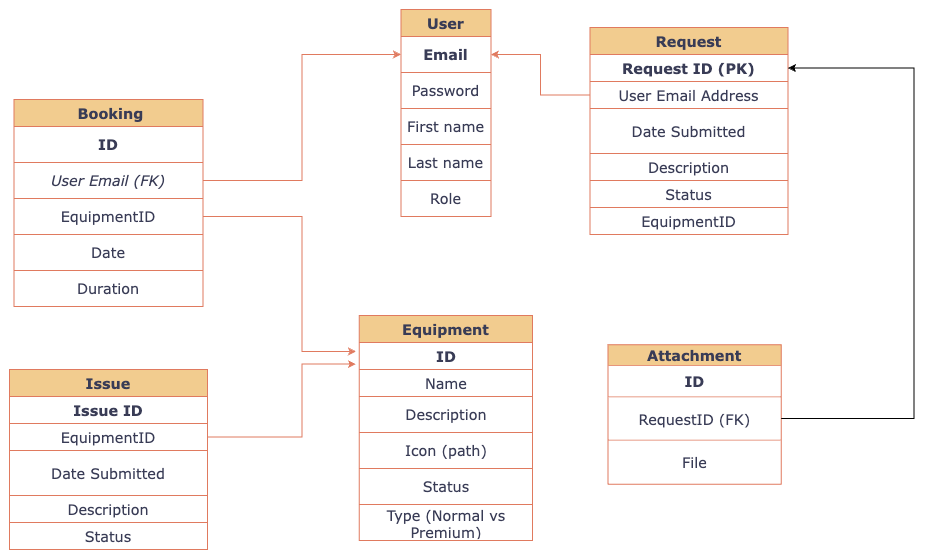 User
Email
Password
First name
Last name
Role
Request
Request ID (PK)
User Email Address
Date Submitted
Description
Status
EquipmentID
Booking
ID
User Email (FK)
EquipmentID
Date
Duration
Equipment
ID
Name
Description
Icon (path)
Status
Type (Normal vs
Premium)
Attachment
ID
RequestID (FK)
File
Issue
Issue ID
EquipmentID
Date Submitted
Description
Status